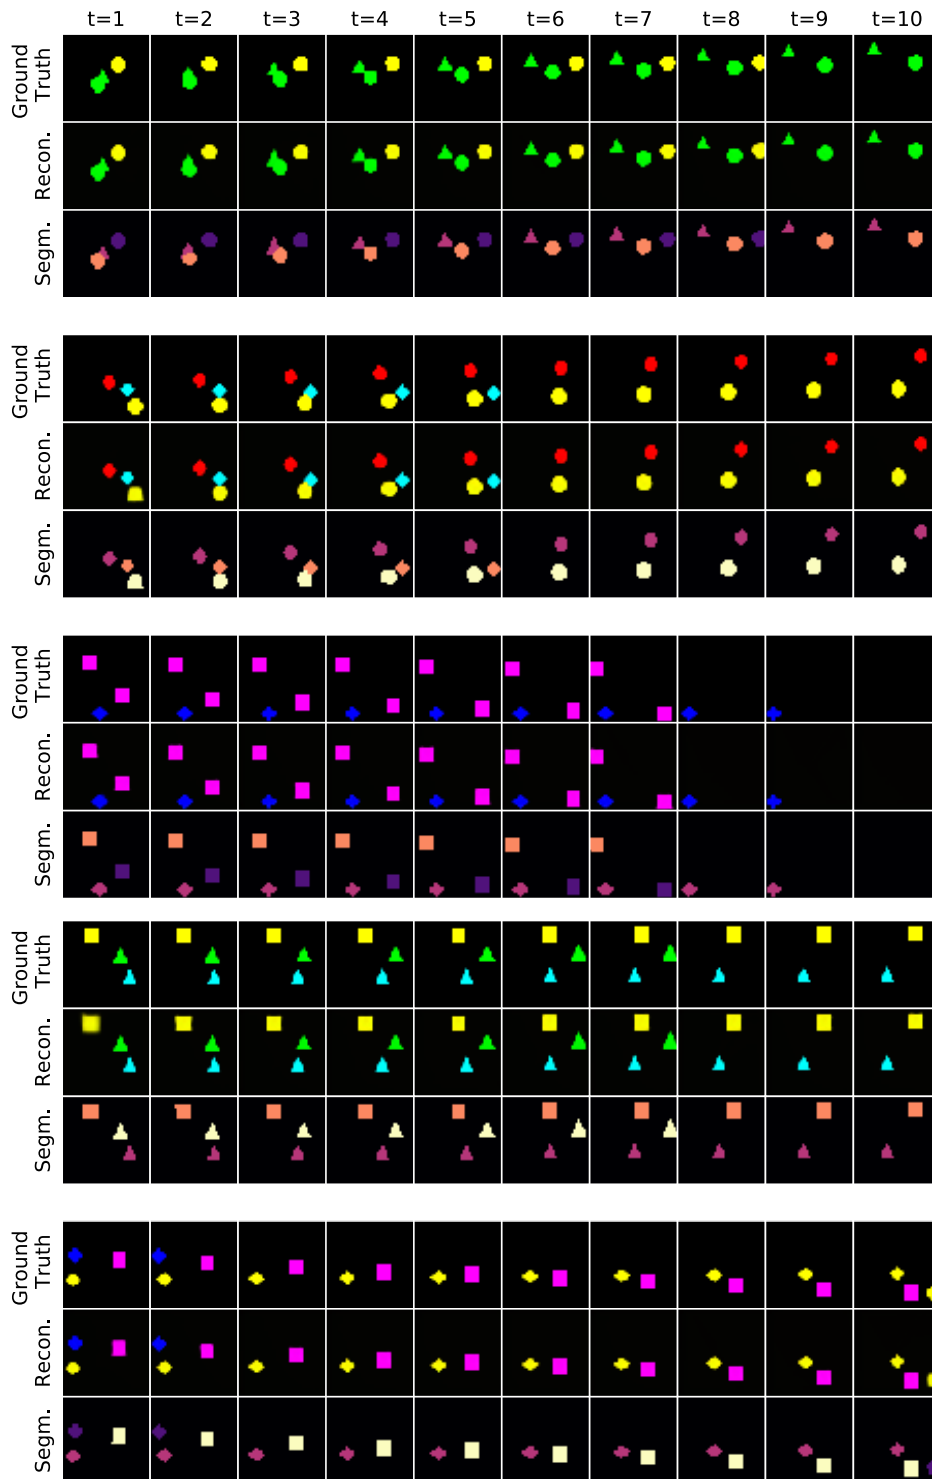 t=1 t=2 t=3 t=4 t=5 t=6 t=7 t=8 t=9 t=10
Ground
Truth
Recon.
Segm.
Ground
Truth
Recon.
Segm.
Ground
Truth
Recon.
Segm.
Ground
Truth
Recon.
Segm.
Ground
Truth
Recon.
Segm.